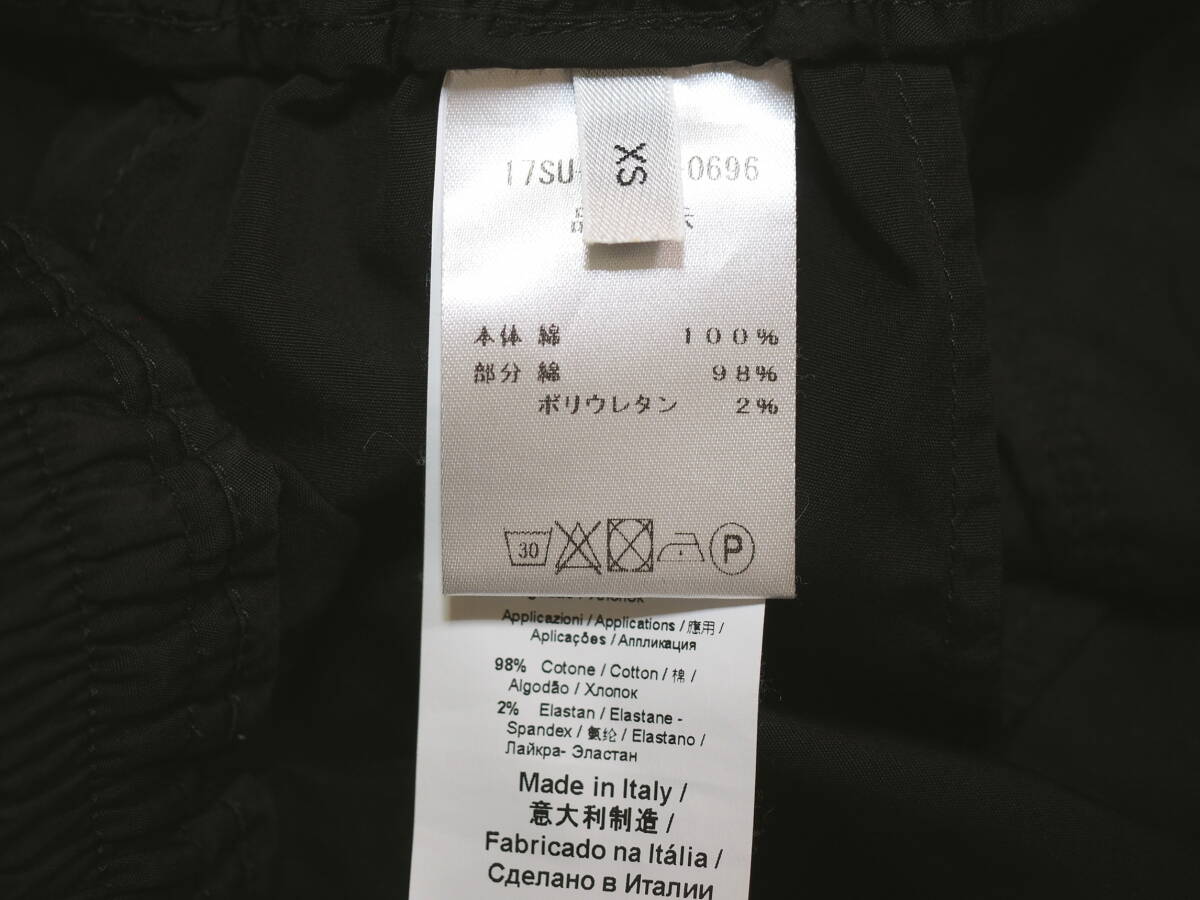 XS
17SU- -0696
本体 綿 100%
部分 綿 98%
ポリウレタン 2%
30 P
Applicazioni / Applications / 應用 /
Aplicações / Аппликация
98% Cotone / Cotton / 棉 /
Algodão / Хлопок
2% Elastan / Elastane -
Spandex / 氨纶 / Elastano /
Лайкра- Эластан
Made in Italy /
意大利制造 /
Fabricado na Itália /
Сделано в Италии